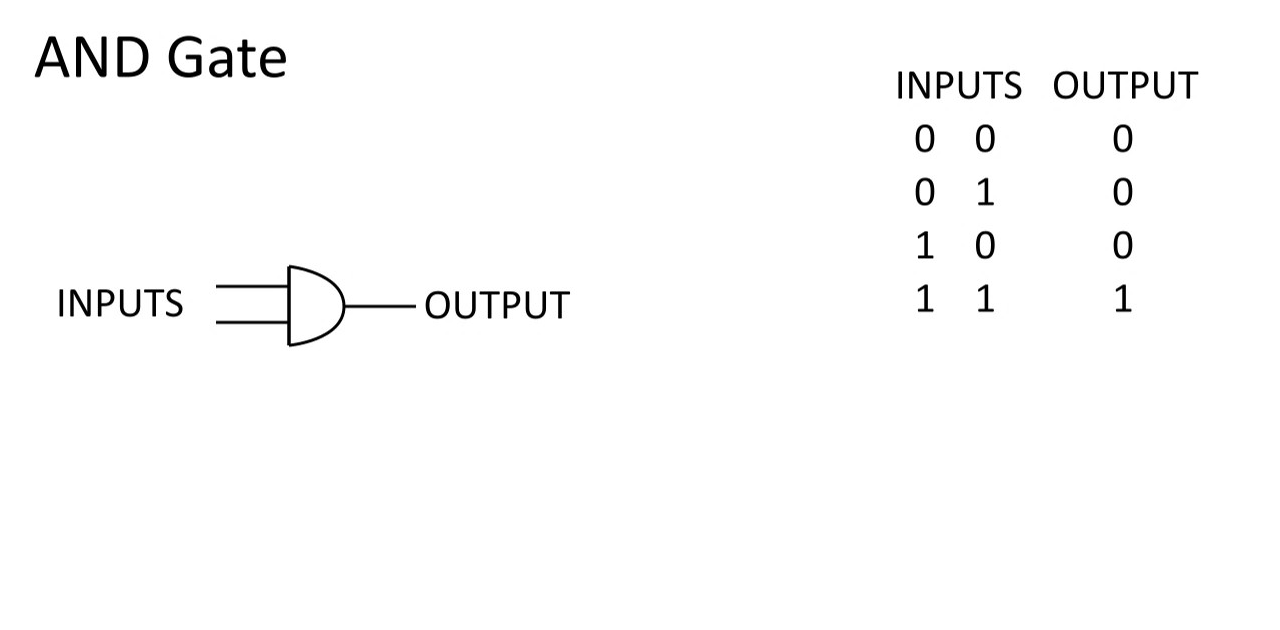 AND Gate
INPUTS OUTPUT
0 0 0
0 1 0
1 0 0
1 1 1
INPUTS OUTPUT